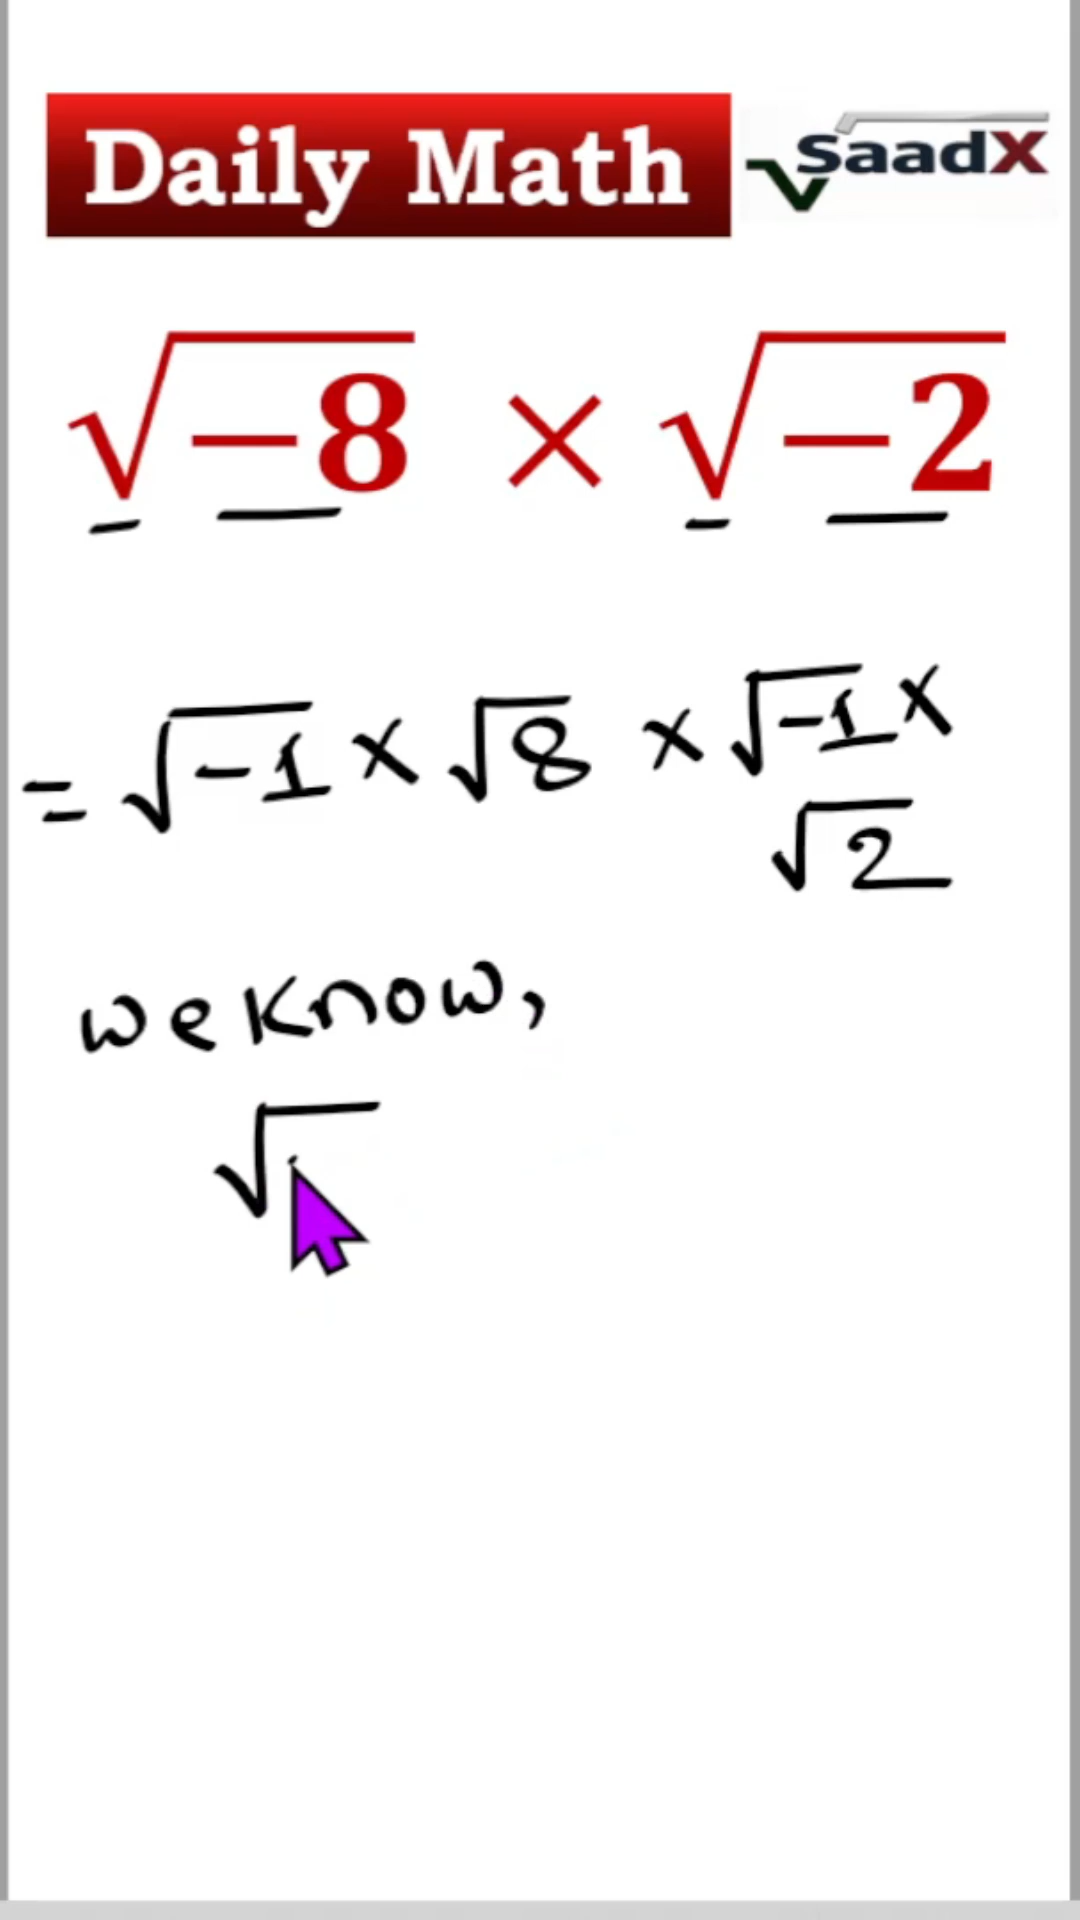 Daily Math √SaadX
√-8 × √-2
= √-1 × √8 × √-1 ×
√2
we know,
√